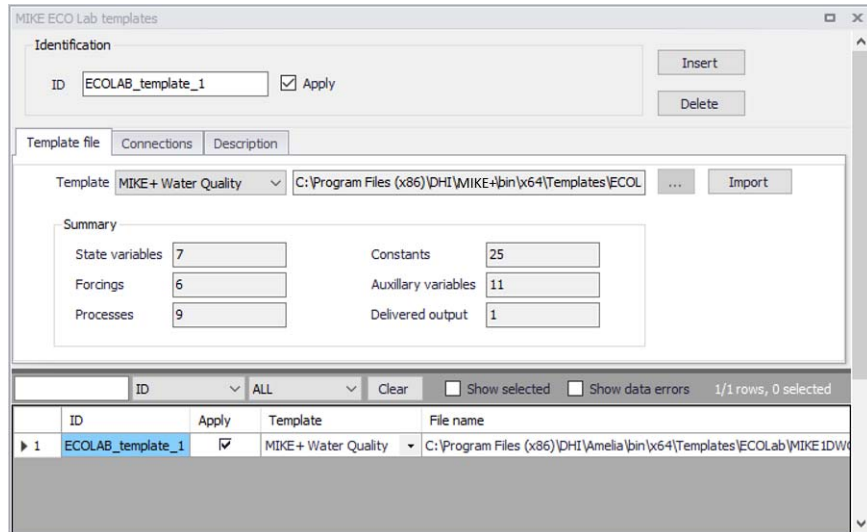 MIKE ECO Lab templates
Identification
ID ECOLAB_template_1 Apply
Insert
Delete
Template file Connections Description
Template MIKE+ Water Quality C:\Program Files (x86)\DHI\MIKE+\bin\x64\Templates\ECOL ... Import
Summary
State variables 7 Constants 25
Forcings 6 Auxillary variables 11
Processes 9 Delivered output 1
ID ALL Clear Show selected Show data errors 1/1 rows, 0 selected
ID Apply Template File name
1 ECOLAB_template_1 MIKE+ Water Quality C:\Program Files (x86)\DHI\Amelia\bin\x64\Templates\ECOLab\MIKE1DWQ